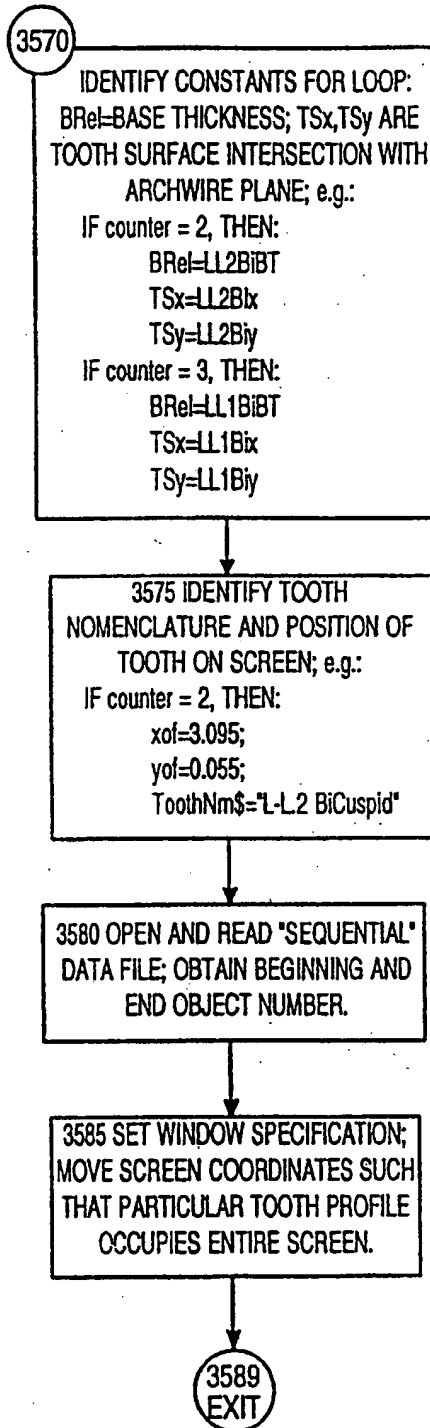 3570
IDENTIFY CONSTANTS FOR LOOP:
BRel=BASE THICKNESS; TSx,TSy ARE
TOOTH SURFACE INTERSECTION WITH
ARCHWIRE PLANE; e.g.:
IF counter = 2, THEN:
BRel=LL2BiBT
TSx=LL2BIx
TSy=LL2Biy
IF counter = 3, THEN:
BRel=LL1BiBT
TSx=LL1Bix
TSy=LL1Biy
3575 IDENTIFY TOOTH
NOMENCLATURE AND POSITION OF
TOOTH ON SCREEN; e.g.:
IF counter = 2, THEN:
xof=3.095;
yof=0.055;
ToothNm$="L-L.2 BiCuspid"
3580 OPEN AND READ "SEQUENTIAL"
DATA FILE; OBTAIN BEGINNING AND
END OBJECT NUMBER.
3585 SET WINDOW SPECIFICATION;
MOVE SCREEN COORDINATES SUCH
THAT PARTICULAR TOOTH PROFILE
OCCUPIES ENTIRE SCREEN.
3589
EXIT